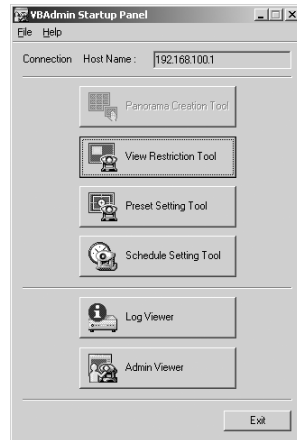 VBAdmin Startup Panel
File Help
Connection Host Name : 192.168.100.1
Panorama Creation Tool
View Restriction Tool
Preset Setting Tool
Schedule Setting Tool
Log Viewer
Admin Viewer
Exit